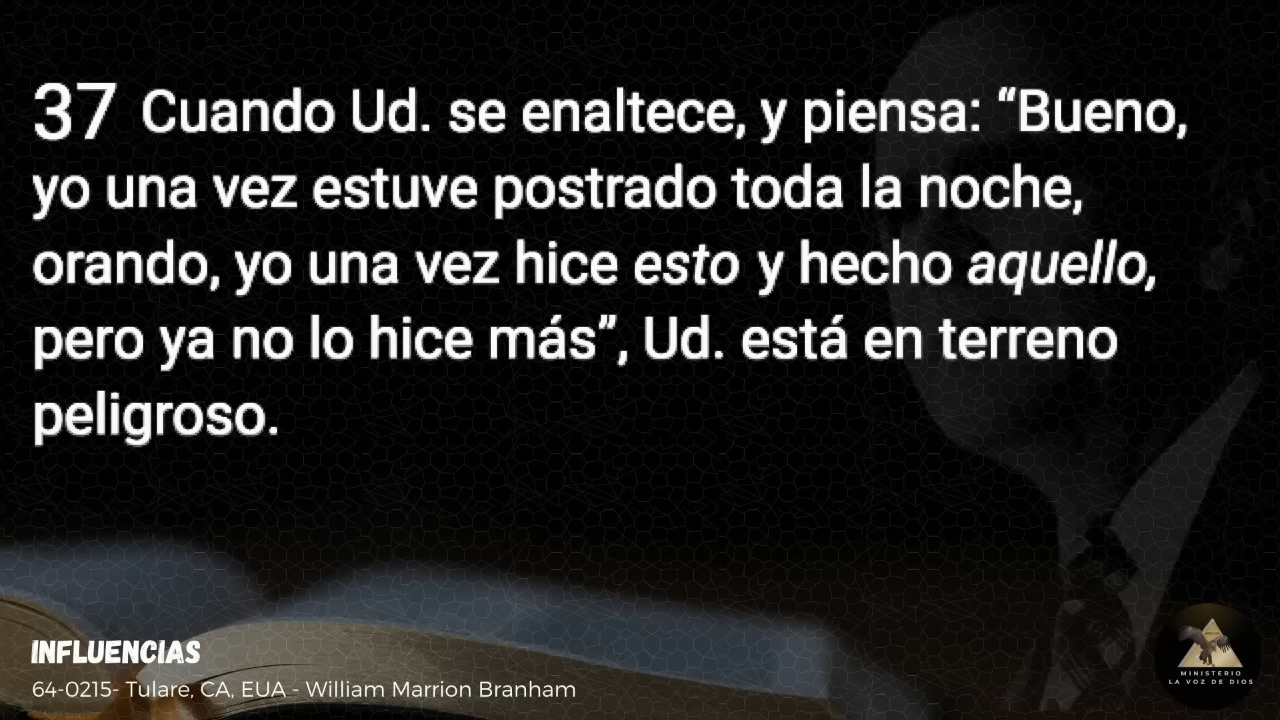 37 Cuando Ud. se enaltece, y piensa: “Bueno,
yo una vez estuve postrado toda la noche,
orando, yo una vez hice esto y hecho aquello,
pero ya no lo hice más”, Ud. está en terreno
peligroso.
INFLUENCIAS
64-0215- Tulare, CA, EUA - William Marrion Branham
MINISTERIO
LA VOZ DE DIOS